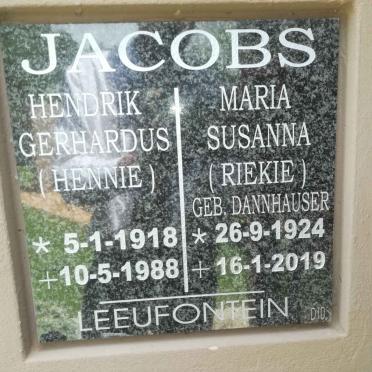 JACOBS
HENDRIK
GERHARDUS
( HENNIE )
* 5-1-1918
+ 10-5-1988
MARIA
SUSANNA
( RIEKIE )
GEB. DANNHAUSER
* 26-9-1924
+ 16-1-2019
LEEUFONTEIN